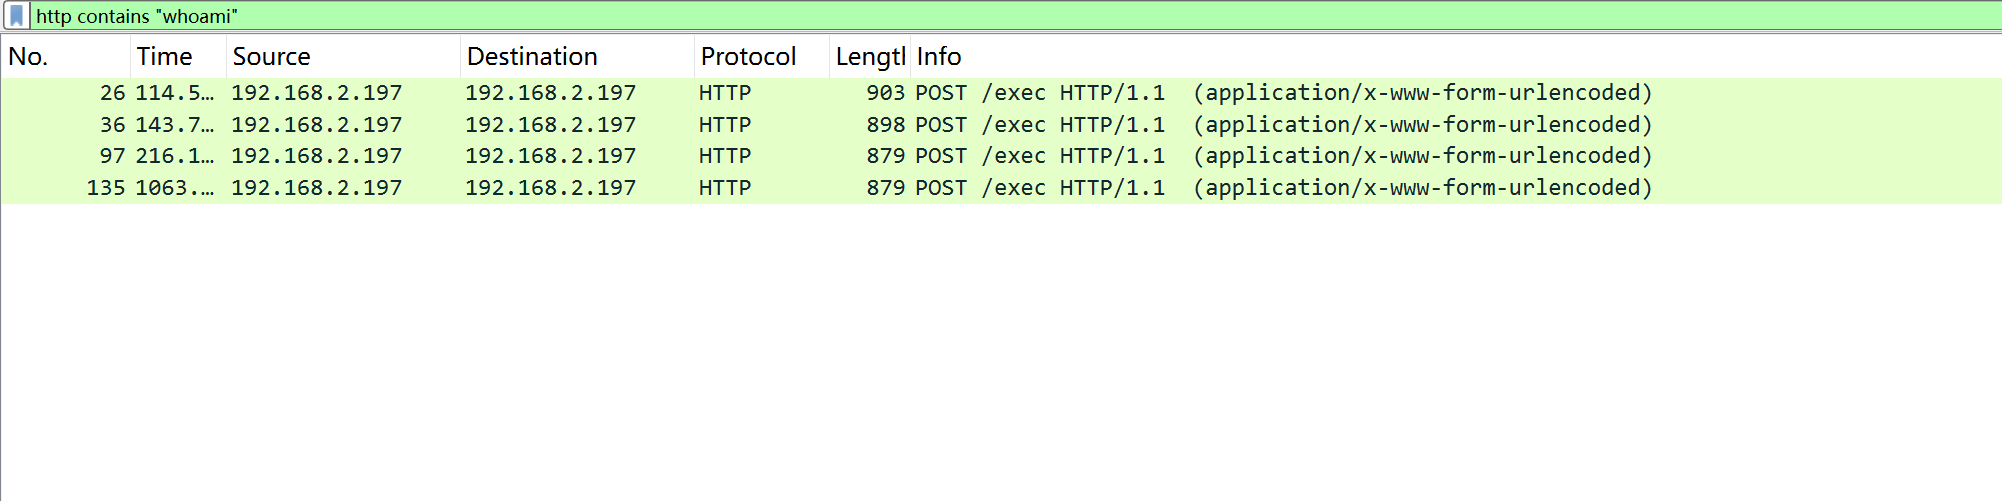 http contains "whoami"
No. Time Source Destination Protocol Lengtl Info
26 114.5… 192.168.2.197 192.168.2.197 HTTP 903 POST /exec HTTP/1.1 (application/x-www-form-urlencoded)
36 143.7… 192.168.2.197 192.168.2.197 HTTP 898 POST /exec HTTP/1.1 (application/x-www-form-urlencoded)
97 216.1… 192.168.2.197 192.168.2.197 HTTP 879 POST /exec HTTP/1.1 (application/x-www-form-urlencoded)
135 1063.… 192.168.2.197 192.168.2.197 HTTP 879 POST /exec HTTP/1.1 (application/x-www-form-urlencoded)